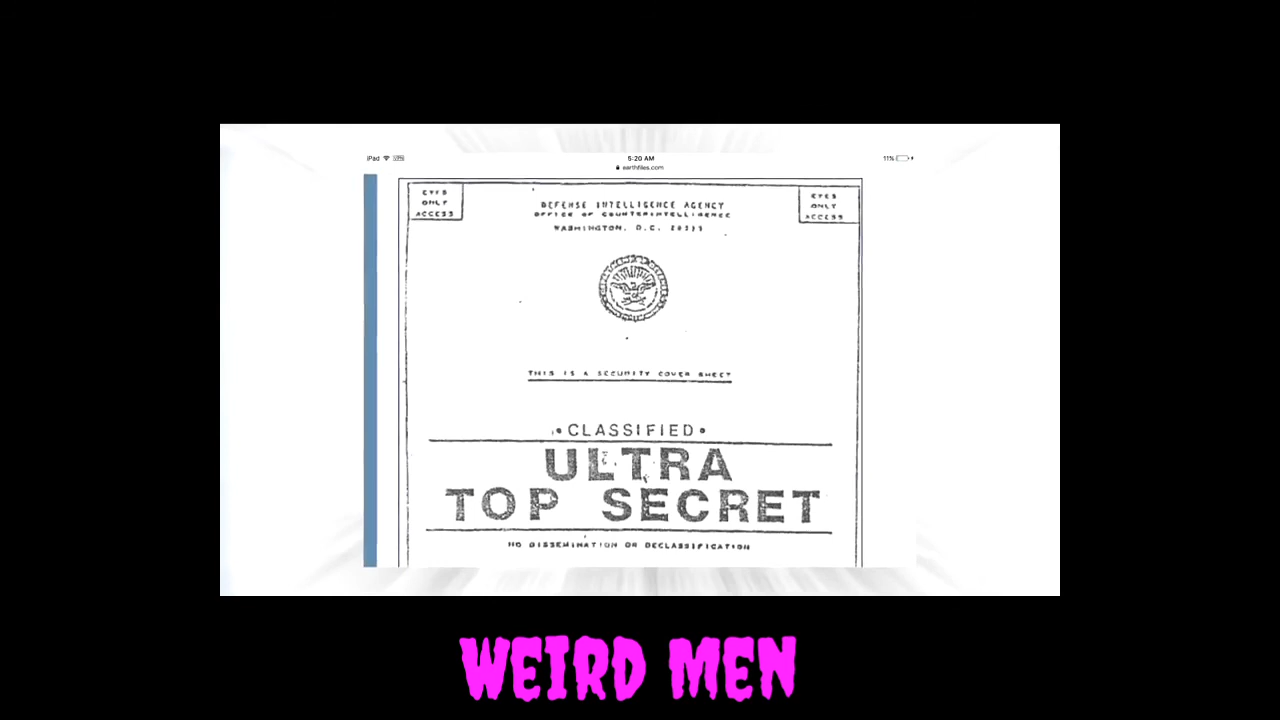 iPad VPN 5:20 AM 11%
earthfiles.com
EYES
ONLY
ACCESS
EYES
ONLY
ACCESS
DEFENSE INTELLIGENCE AGENCY
OFFICE OF COUNTERINTELLIGENCE
WASHINGTON, D.C.
THIS IS A SECURITY COVER SHEET
•CLASSIFIED•
ULTRA
TOP SECRET
NO DISSEMINATION OR DECLASSIFICATION
WEIRD MEN